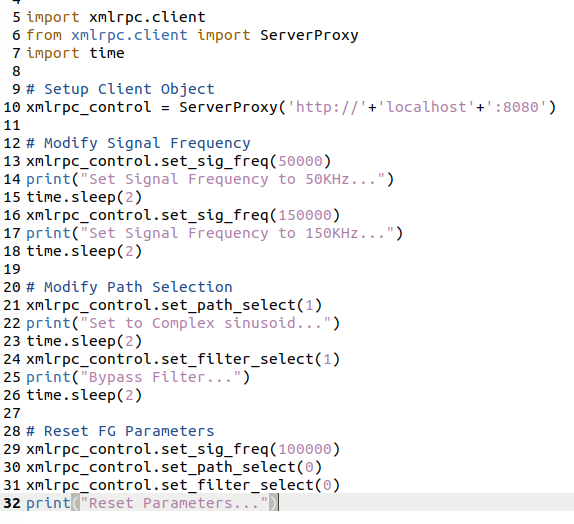 5 import xmlrpc.client
6 from xmlrpc.client import ServerProxy
7 import time
8
9 # Setup Client Object
10 xmlrpc_control = ServerProxy('http://'+'localhost'+':8080')
11
12 # Modify Signal Frequency
13 xmlrpc_control.set_sig_freq(50000)
14 print("Set Signal Frequency to 50KHz...")
15 time.sleep(2)
16 xmlrpc_control.set_sig_freq(150000)
17 print("Set Signal Frequency to 150KHz...")
18 time.sleep(2)
19
20 # Modify Path Selection
21 xmlrpc_control.set_path_select(1)
22 print("Set to Complex sinusoid...")
23 time.sleep(2)
24 xmlrpc_control.set_filter_select(1)
25 print("Bypass Filter...")
26 time.sleep(2)
27
28 # Reset FG Parameters
29 xmlrpc_control.set_sig_freq(100000)
30 xmlrpc_control.set_path_select(0)
31 xmlrpc_control.set_filter_select(0)
32 print("Reset Parameters...")